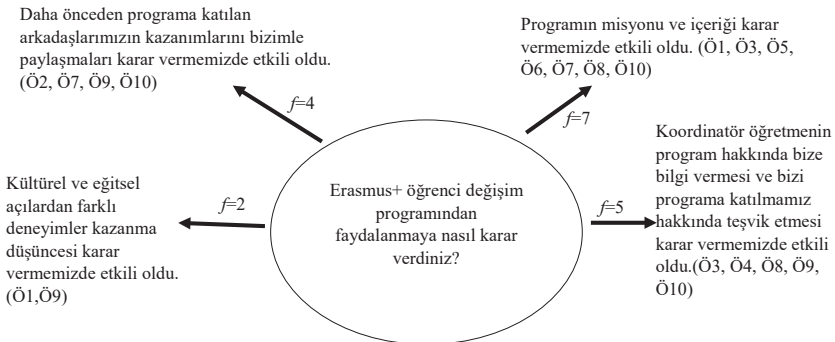 Daha önceden programa katılan
arkadaşlarımızın kazanımlarını bizimle
paylaşmaları karar vermemizde etkili oldu.
(Ö2, Ö7, Ö9, Ö10)
f=4
Programın misyonu ve içeriği karar
vermemizde etkili oldu. (Ö1, Ö3, Ö5,
Ö6, Ö7, Ö8, Ö10)
f=7
Kültürel ve eğitsel
açılardan farklı
deneyimler kazanma
düşüncesi karar
vermemizde etkili oldu.
(Ö1,Ö9)
f=2
Erasmus+ öğrenci değişim
programından
faydalanmaya nasıl karar
verdiniz?
f=5
Koordinatör öğretmenin
program hakkında bize
bilgi vermesi ve bizi
programa katılmamız
hakkında teşvik etmesi
karar vermemizde etkili
oldu.(Ö3, Ö4, Ö8, Ö9,
Ö10)